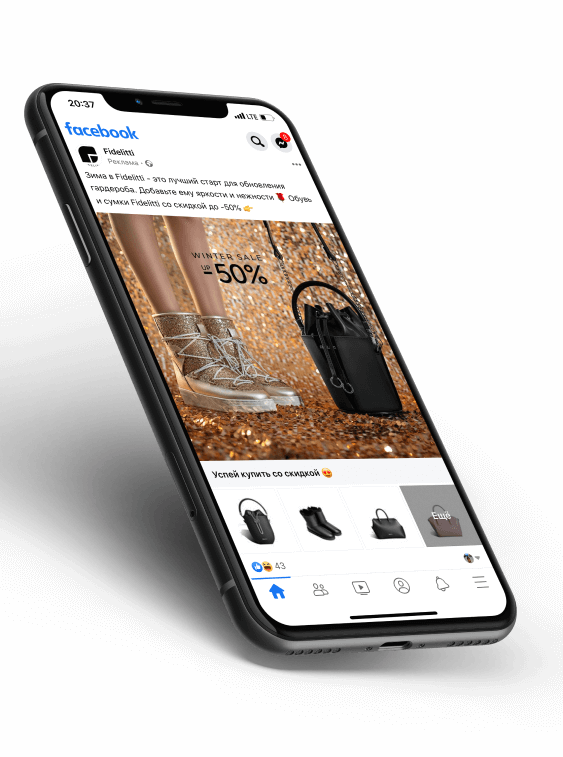 20:37
LTE
facebook
5
Fidelitti
Реклама ·
Зима в Fidelitti - это лучший старт для обновления
гардероба. Добавьте ему яркости и нежности 🌹 Обувь
и сумки Fidelitti со скидкой до -50% 👉
WINTER SALE
UP
-50%
Успей купить со скидкой 🤩
Ещё
43